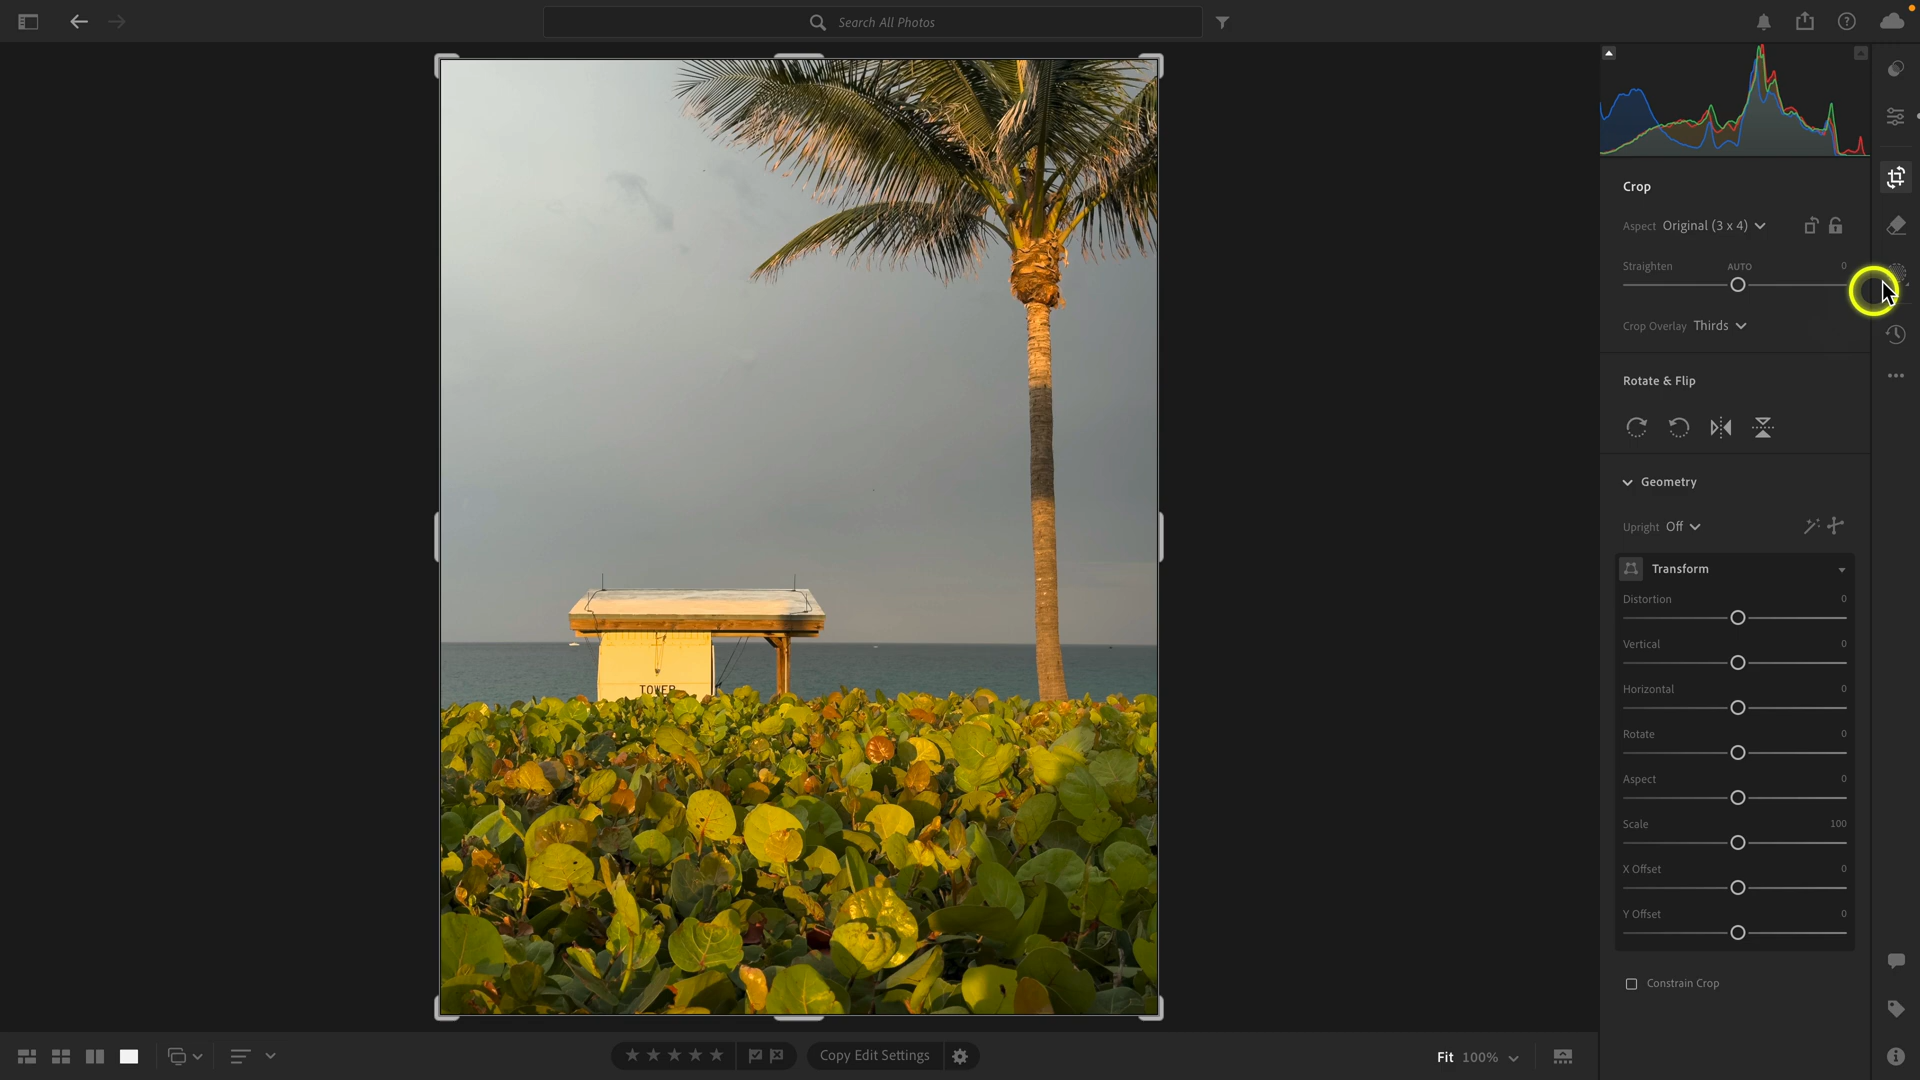 Search All Photos
Crop
Aspect Original (3 x 4)
Straighten AUTO 0
Crop Overlay Thirds
Rotate & Flip
Geometry
Upright Off
Transform
Distortion 0
Vertical 0
Horizontal 0
Rotate 0
Aspect 0
Scale 100
X Offset 0
Y Offset 0
Constrain Crop
TOWER
Copy Edit Settings
Fit 100%